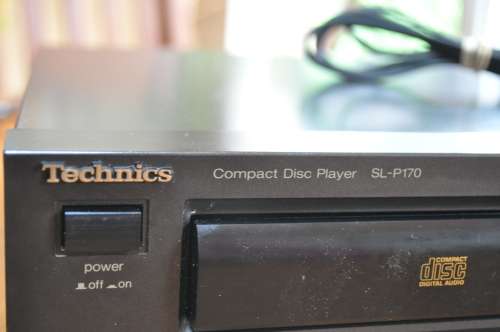 Technics Compact Disc Player SL-P170
power
off on
COMPACT
disc
DIGITAL AUDIO